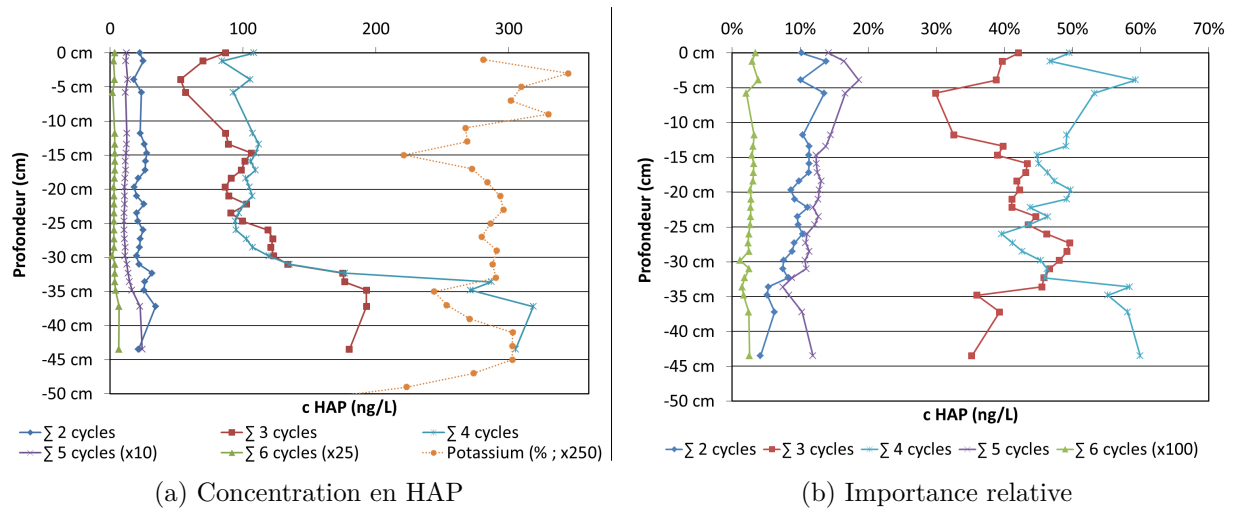 0 100 200 300
0 cm
-5 cm
-10 cm
-15 cm
-20 cm
-25 cm
-30 cm
-35 cm
-40 cm
-45 cm
-50 cm
Profondeur (cm)
c HAP (ng/L)
∑ 2 cycles ∑ 3 cycles ∑ 4 cycles
∑ 5 cycles (x10) ∑ 6 cycles (x25) Potassium (% ; x250)
(a) Concentration en HAP
0% 10% 20% 30% 40% 50% 60% 70%
0 cm
-5 cm
-10 cm
-15 cm
-20 cm
-25 cm
-30 cm
-35 cm
-40 cm
-45 cm
-50 cm
Profondeur (cm)
c HAP (ng/L)
∑ 2 cycles ∑ 3 cycles ∑ 4 cycles ∑ 5 cycles ∑ 6 cycles (x100)
(b) Importance relative